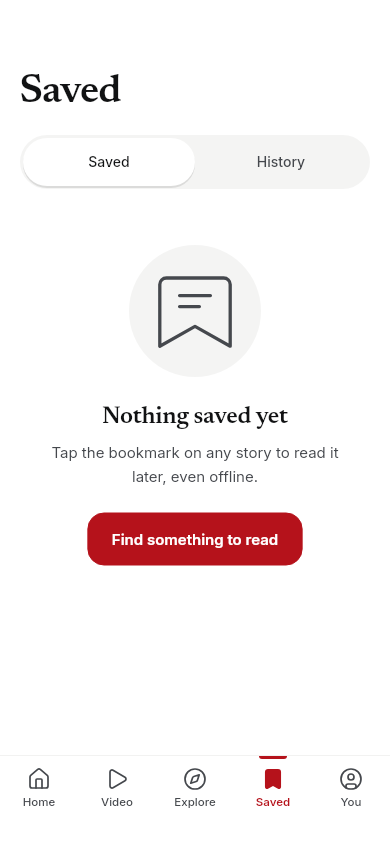 Saved
Saved
History
Nothing saved yet
Tap the bookmark on any story to read it
later, even offline.
Find something to read
Home
Video
Explore
Saved
You